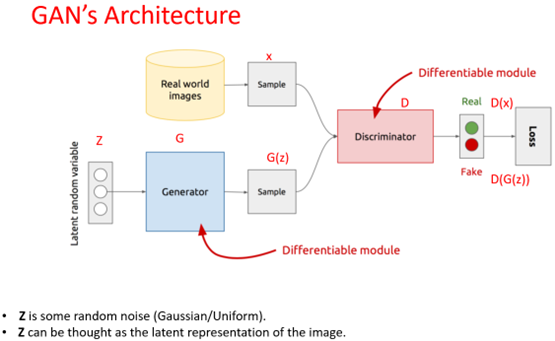 GAN's Architecture
x
Differentiable module
Real world
images
Sample
D
Real D(x)
Z
G
Discriminator
Loss
G(z)
Latent random variable
Generator
Sample
Fake
D(G(z))
Differentiable module
• Z is some random noise (Gaussian/Uniform).
• Z can be thought as the latent representation of the image.